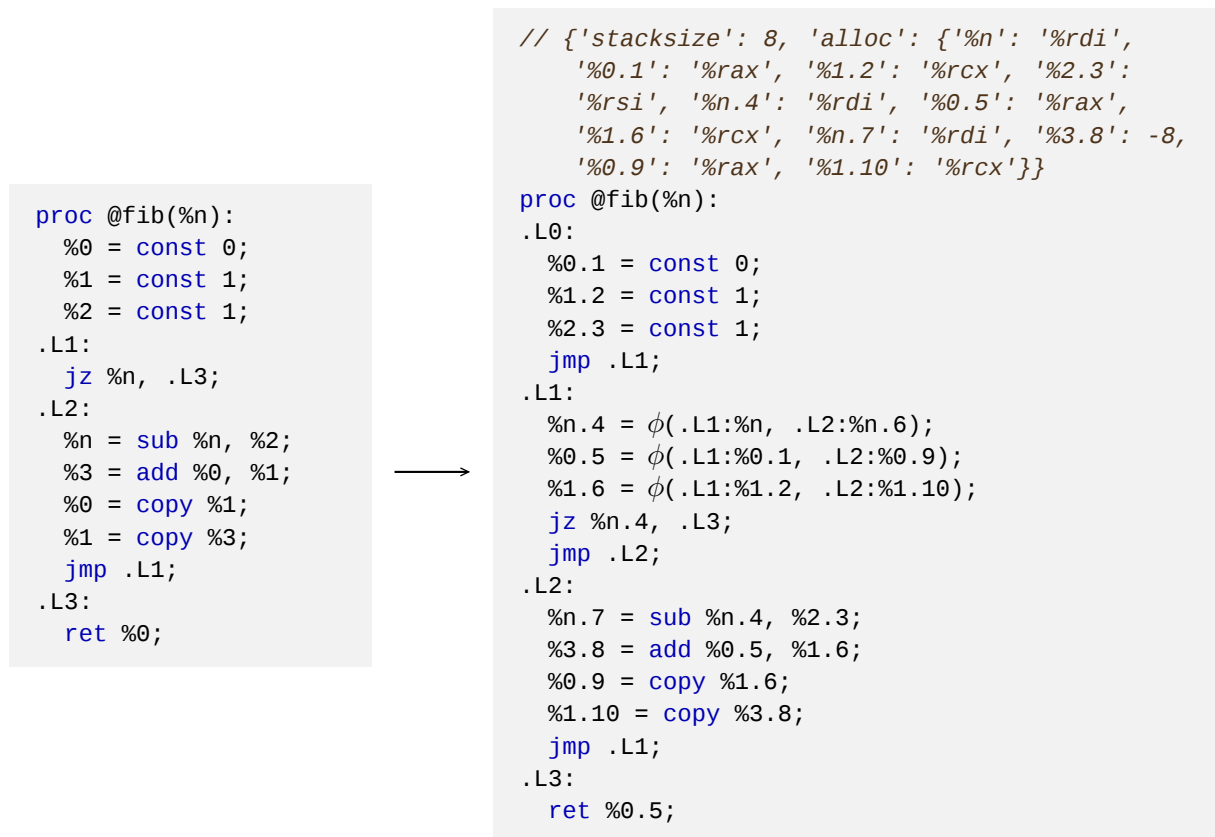 proc @fib(%n):
%0 = const 0;
%1 = const 1;
%2 = const 1;
.L1:
jz %n, .L3;
.L2:
%n = sub %n, %2;
%3 = add %0, %1;
%0 = copy %1;
%1 = copy %3;
jmp .L1;
.L3:
ret %0;
// {'stacksize': 8, 'alloc': {'%n': '%rdi',
'%0.1': '%rax', '%1.2': '%rcx', '%2.3':
'%rsi', '%n.4': '%rdi', '%0.5': '%rax',
'%1.6': '%rcx', '%n.7': '%rdi', '%3.8': -8,
'%0.9': '%rax', '%1.10': '%rcx'}}
proc @fib(%n):
.L0:
%0.1 = const 0;
%1.2 = const 1;
%2.3 = const 1;
jmp .L1;
.L1:
%n.4 = ϕ(.L1:%n, .L2:%n.6);
%0.5 = ϕ(.L1:%0.1, .L2:%0.9);
%1.6 = ϕ(.L1:%1.2, .L2:%1.10);
jz %n.4, .L3;
jmp .L2;
.L2:
%n.7 = sub %n.4, %2.3;
%3.8 = add %0.5, %1.6;
%0.9 = copy %1.6;
%1.10 = copy %3.8;
jmp .L1;
.L3:
ret %0.5;